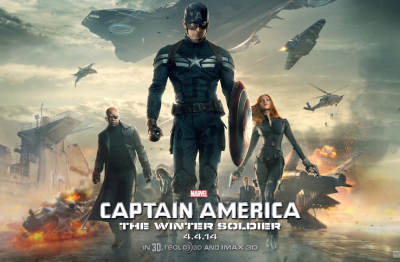 MARVEL
CAPTAIN AMERICA
THE WINTER SOLDIER
4.4.14
IN 3D, REAL D 3D AND IMAX 3D